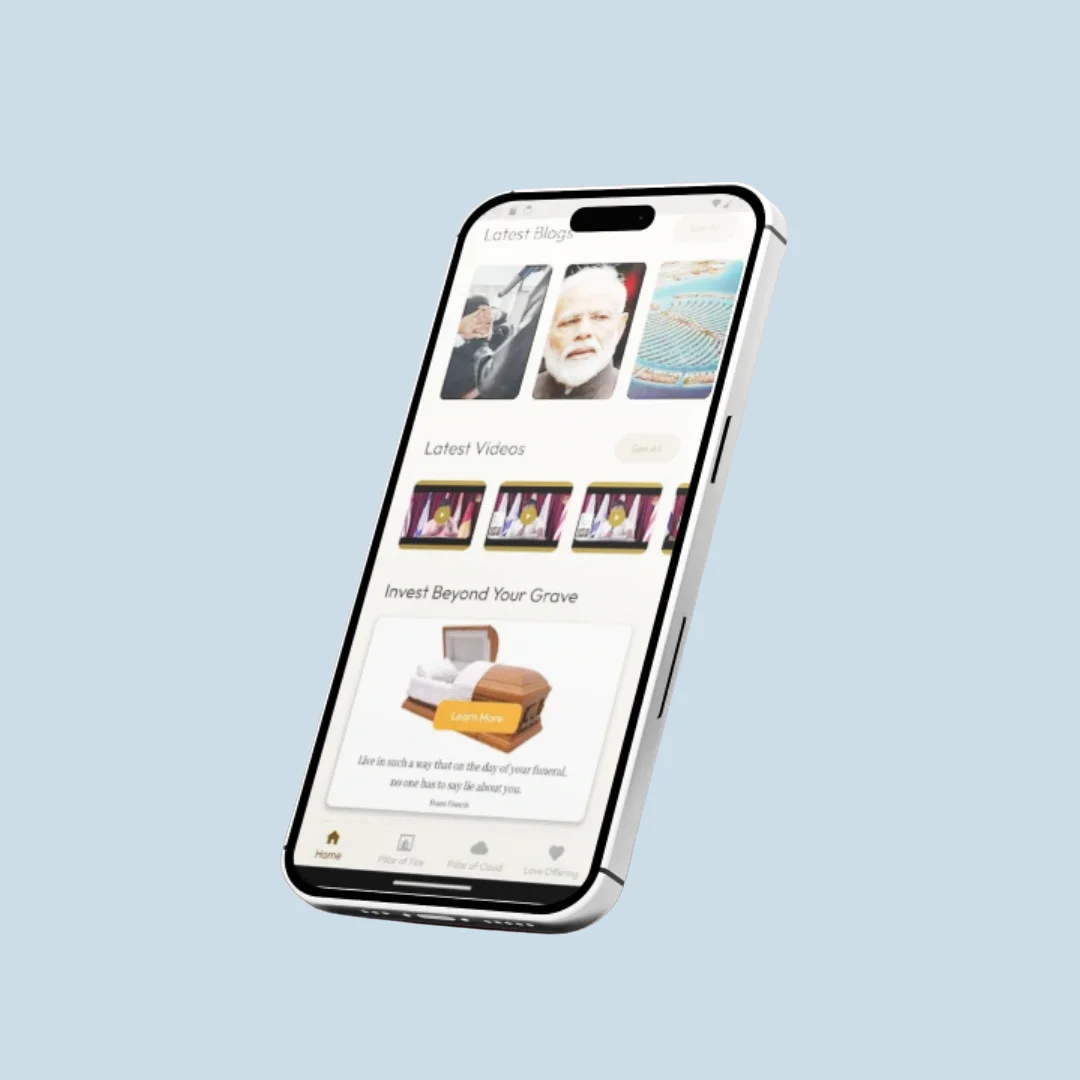 Latest Blogs
See All
Latest Videos
See All
Invest Beyond Your Grave
Learn More
Live in such a way that on the day of your funeral,
no one has to say lie about you.
Home
Pillar of Fire
Pillar of Cloud
Love Offering